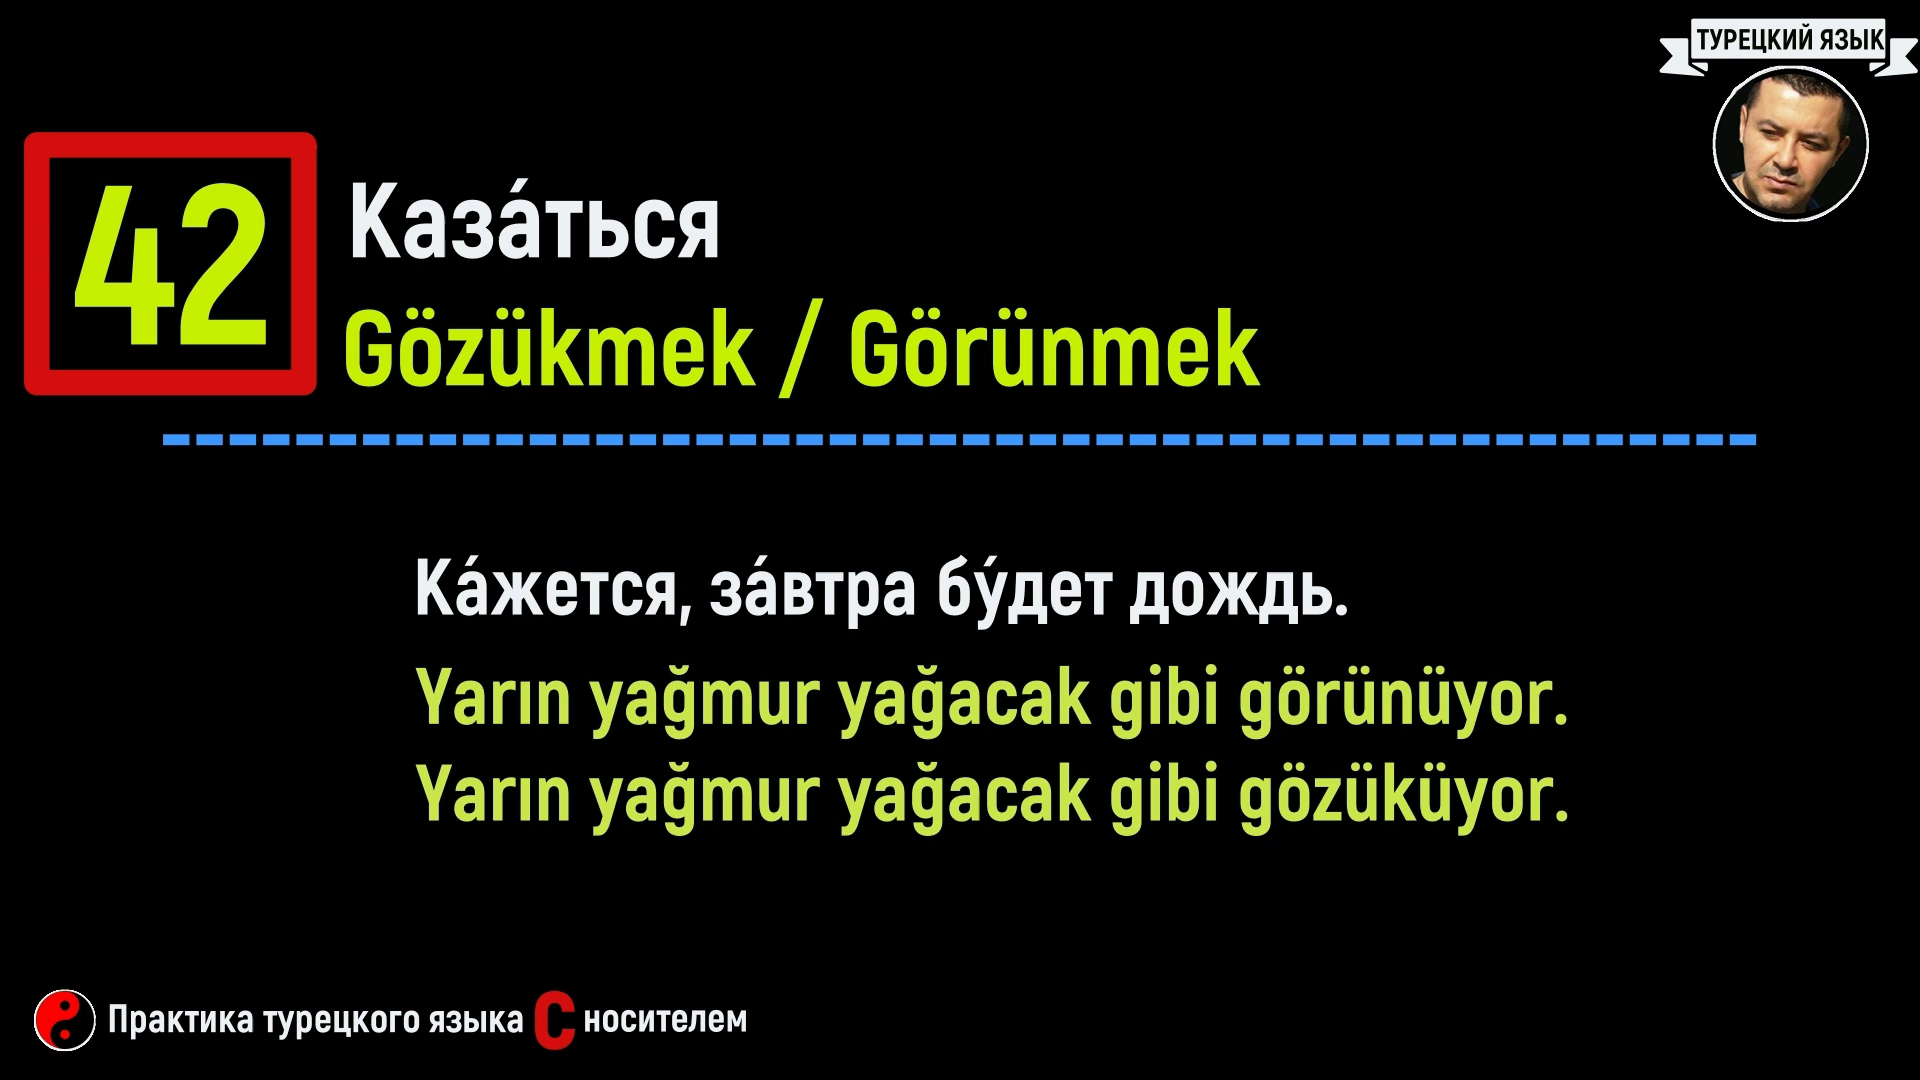 ТУРЕЦКИЙ ЯЗЫК
42
Каза́ться
Gözükmek / Görünmek
Ка́жется, за́втра бу́дет дождь.
Yarın yağmur yağacak gibi görünüyor.
Yarın yağmur yağacak gibi gözüküyor.
Практика турецкого языка С носителем